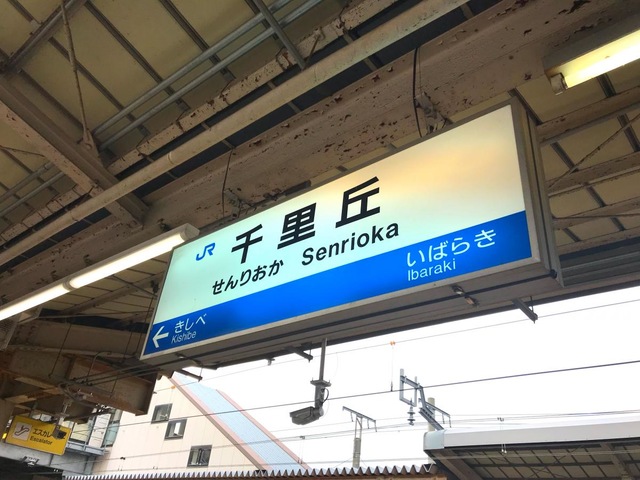 JR 千里丘
せんりおか Senrioka
いばらき
Ibaraki
← きしべ
Kishibe
エスカレ
Escalator